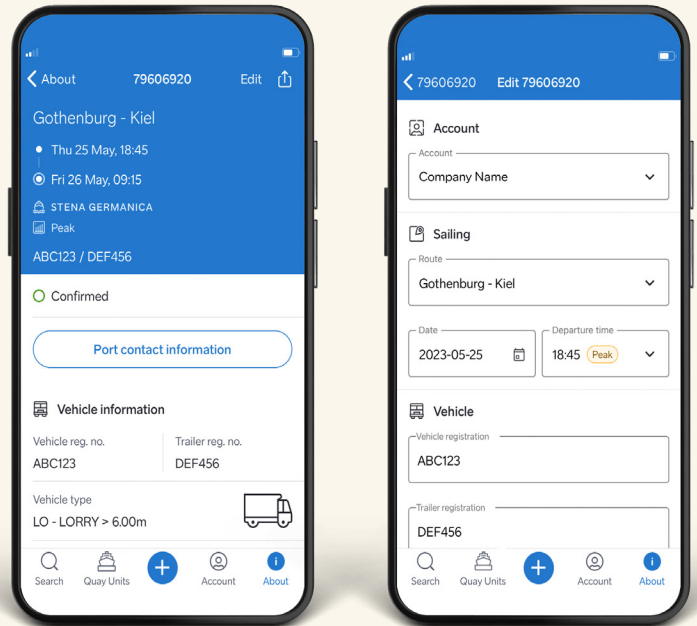 About 79606920 Edit
Gothenburg - Kiel
Thu 25 May, 18:45
Fri 26 May, 09:15
STENA GERMANICA
Peak
ABC123 / DEF456
Confirmed
Port contact information
Vehicle information
Vehicle reg. no. Trailer reg. no.
ABC123 DEF456
Vehicle type
LO - LORRY > 6.00m
Search Quay Units Account About
79606920 Edit 79606920
Account
Account
Company Name
Sailing
Route
Gothenburg - Kiel
Date Departure time
2023-05-25 18:45 Peak
Vehicle
Vehicle registration
ABC123
Trailer registration
DEF456
Search Quay Units Account About